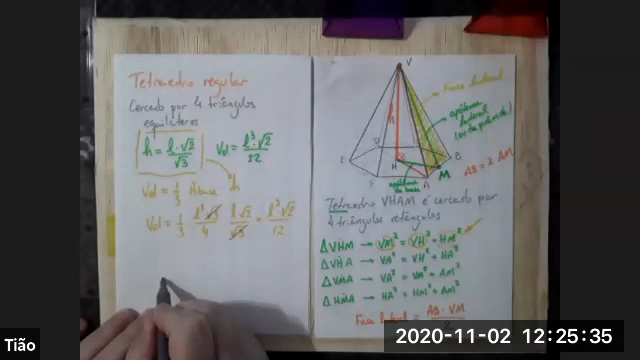 Tetraedro regular
Cercado por 4 triângulos
equiláteros
h = l·√2/√3
Vol = l³√2/12
Vol = 1/3 Abase h
Vol = 1/3 · l²√3/4 · l√2/√3 = l³√2/12
V
Face lateral
apótema
lateral
(ou da pirâmide)
h
E
D
C
B
H
F
A
M
apótema
da base
AB = 2 AM
Tetraedro VHAM é cercado por
4 triângulos retângulos
ΔVHM → VM² = VH² + HM²
ΔVHA → VA² = VH² + HA²
ΔVMA → VA² = VM² + AM²
ΔHMA → HA² = HM² + AM²
Face lateral = AB · VM/2
Tião
2020-11-02 12:25:35